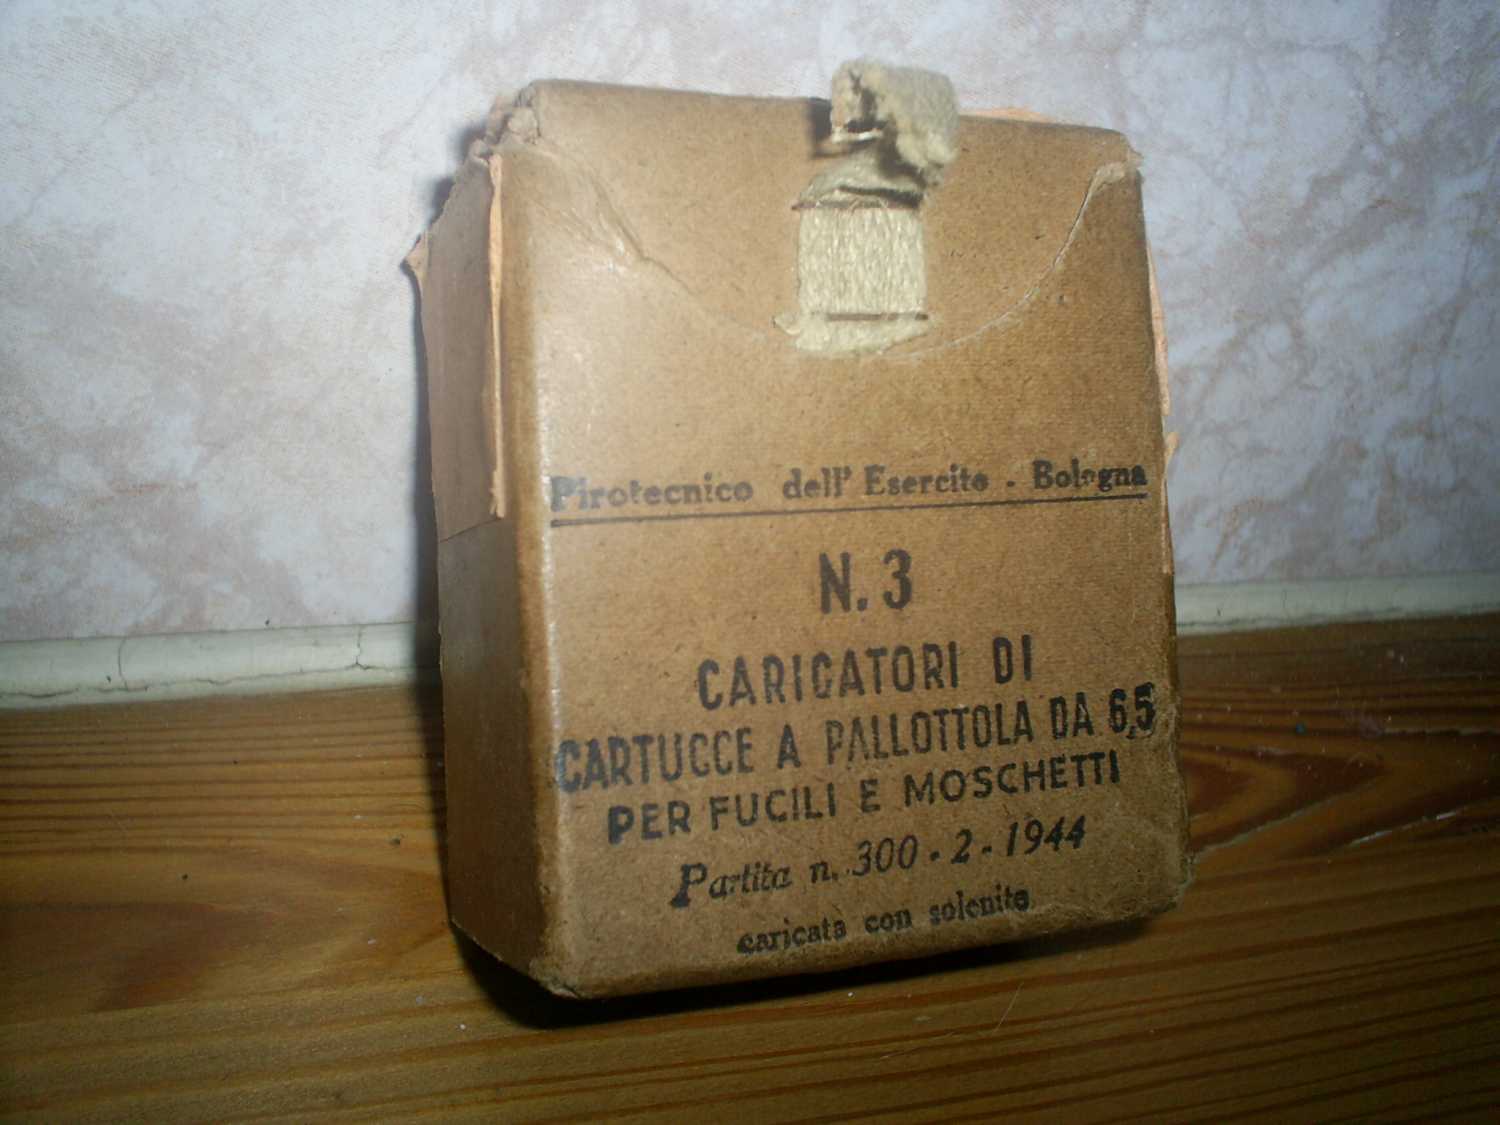 Pirotecnico dell' Esercito - Bologna
N. 3
CARICATORI DI
CARTUCCE A PALLOTTOLA DA 6,5
PER FUCILI E MOSCHETTI
Partita n. 300 - 2 - 1944
caricata con solenite